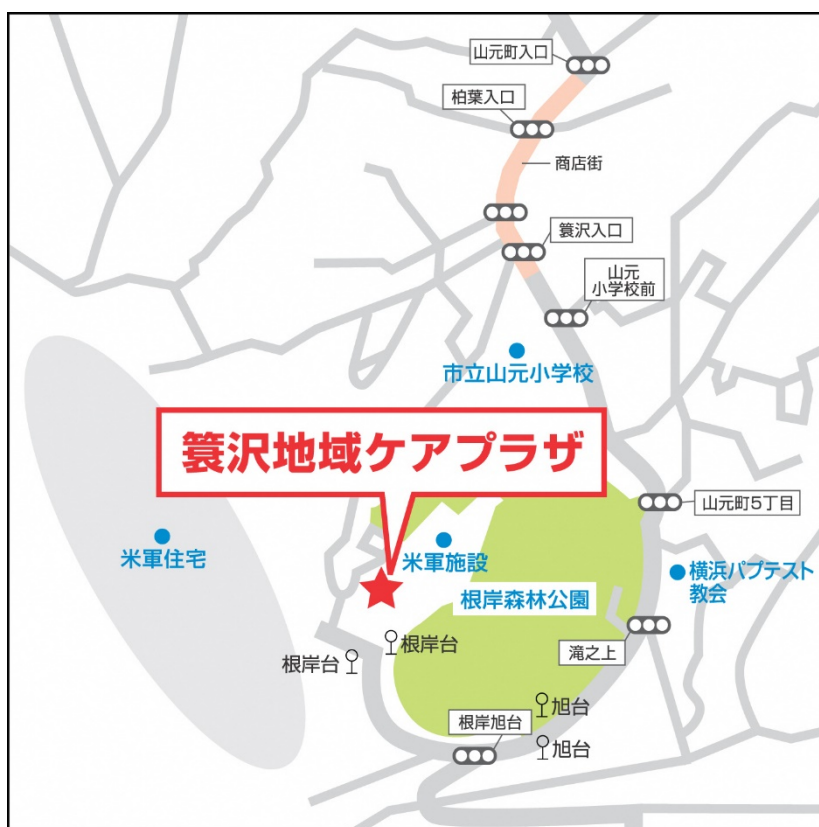 山元町入口
柏葉入口
商店街
簑沢入口
山元
小学校前
市立山元小学校
簑沢地域ケアプラザ
山元町5丁目
米軍住宅
米軍施設
横浜バプテスト
教会
根岸森林公園
根岸台
根岸台
滝之上
旭台
根岸旭台
旭台